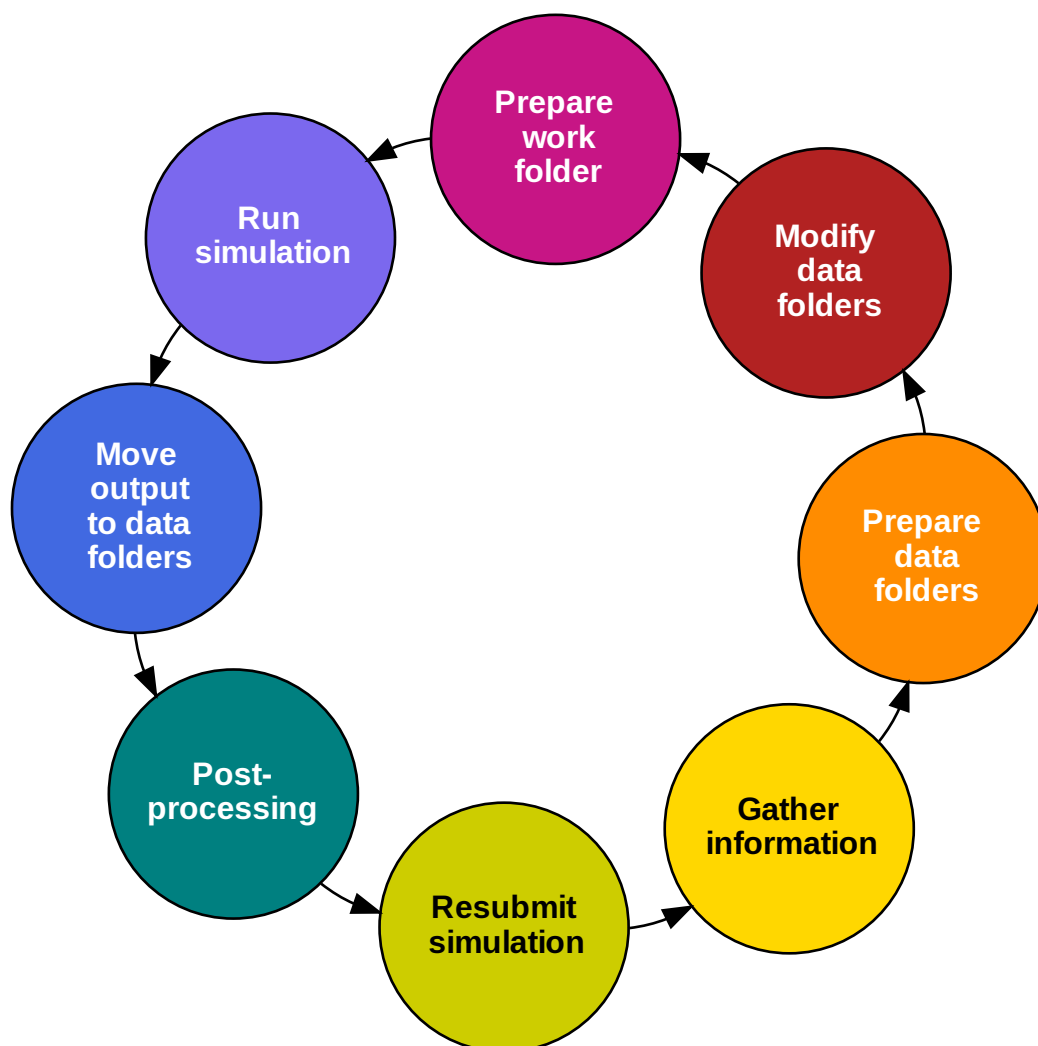 Prepare
work
folder
Run
simulation
Modify
data
folders
Move
output
to data
folders
Prepare
data
folders
Post-
processing
Gather
information
Resubmit
simulation